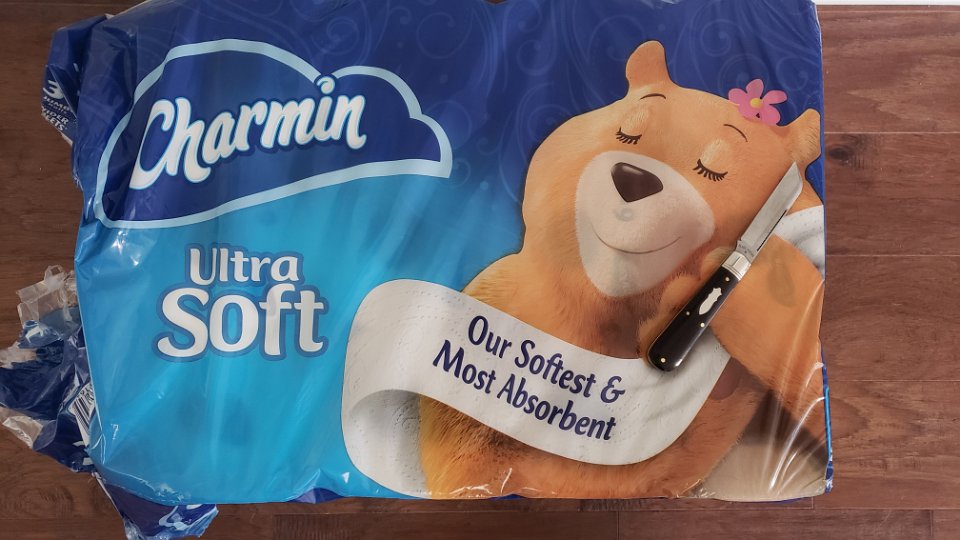 Charmin
Ultra
Soft
Our Softest &
Most Absorbent